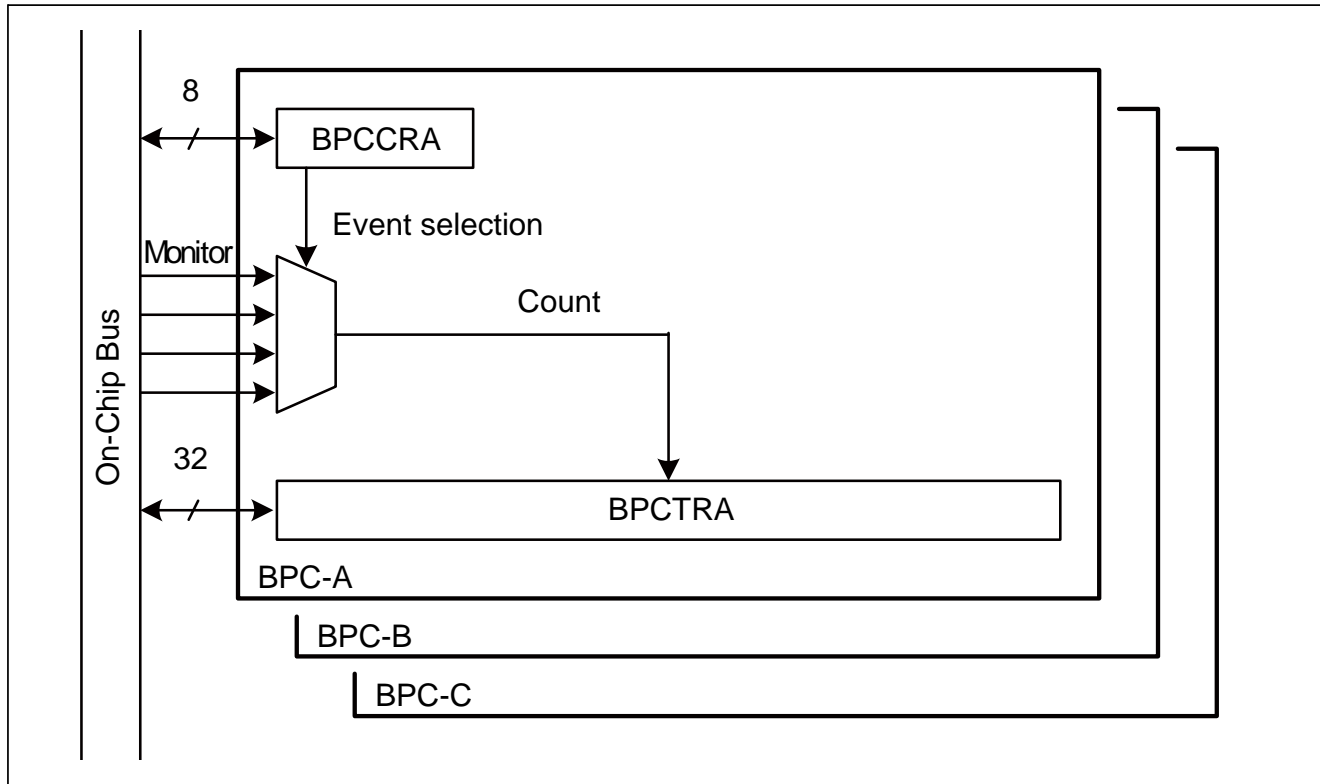 8
BPCCRA
Event selection
Monitor
Count
On-Chip Bus
32
BPCTRA
BPC-A
BPC-B
BPC-C